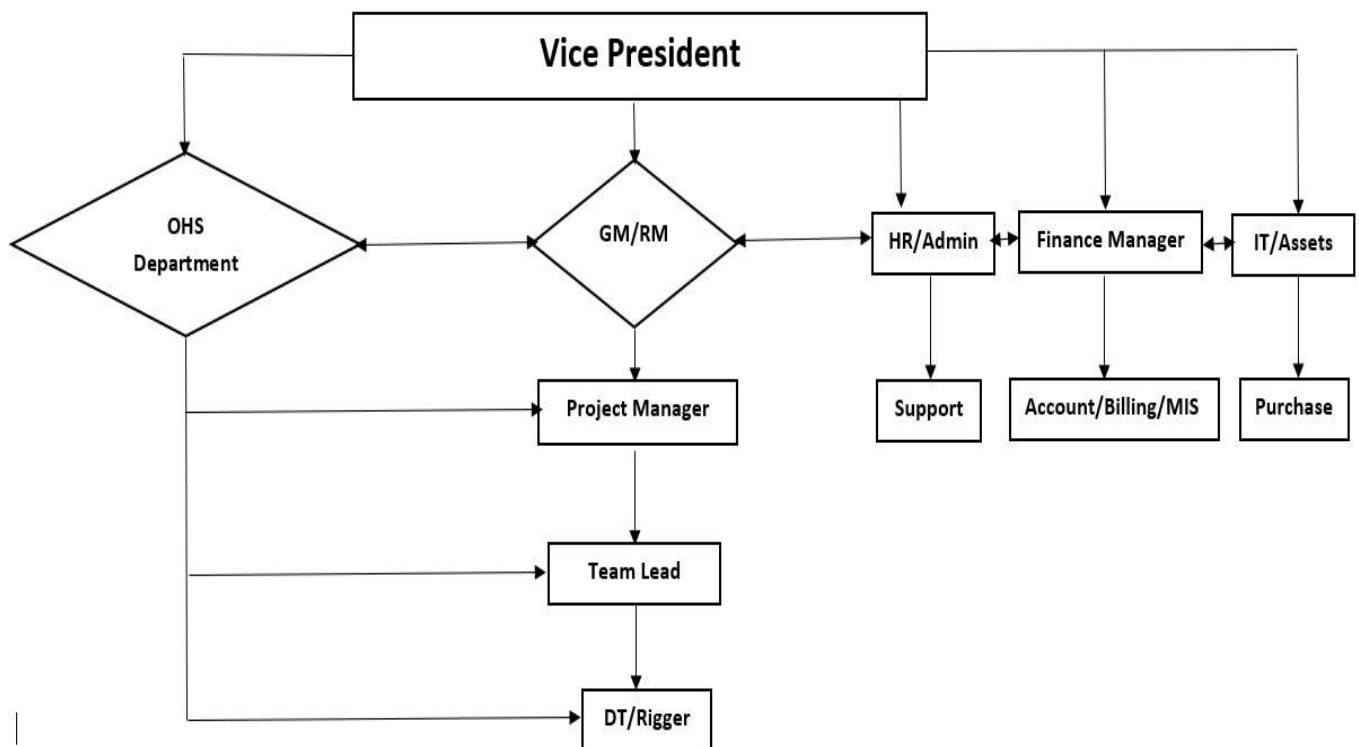 Vice President
OHS
Department
GM/RM
HR/Admin
Finance Manager
IT/Assets
Project Manager
Support
Account/Billing/MIS
Purchase
Team Lead
DT/Rigger